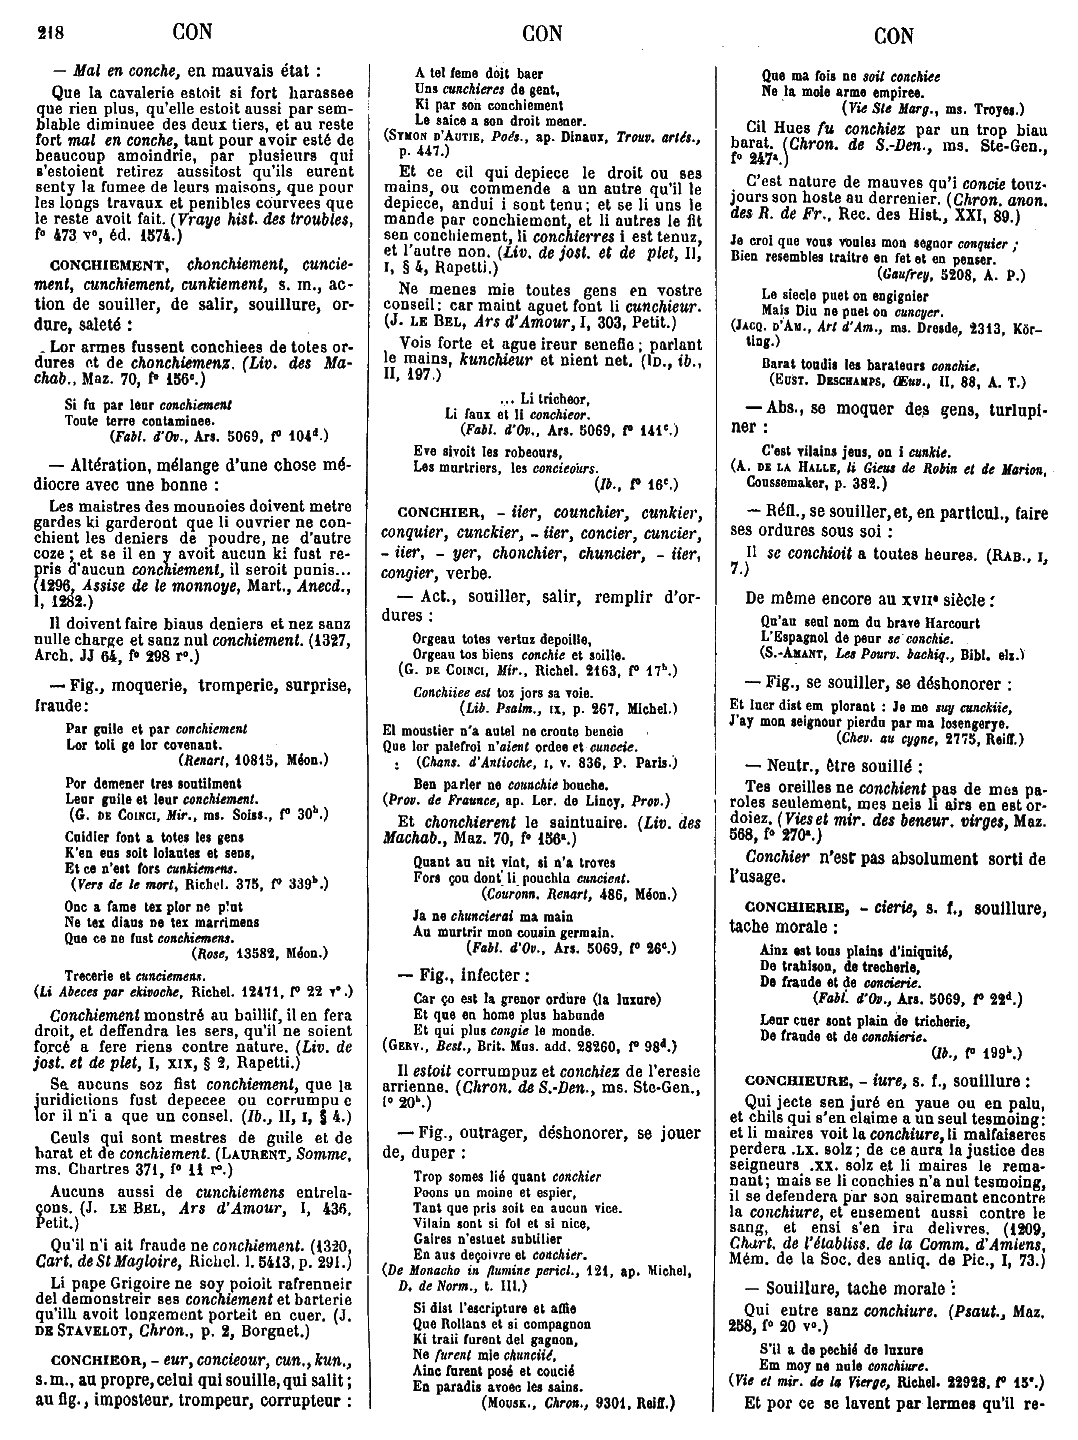 218 CON CON CON
— Mal en conche, en mauvais état :
Que la cavalerie estoit si fort harassee
que rien plus, qu'elle estoit aussi par sem-
blable diminuee des deux tiers, et au reste
fort mal en conche, tant pour avoir esté de
beaucoup amoindrie, par plusieurs qui
s'estoient retirez aussitost qu'ils eurent
senty la fumee de leurs maisons, que pour
les longs travaux et penibles courvees que
le reste avoit fait. (Vraye hist. des troubles,
f° 473 v°, éd. 1574.)
CONCHIEMENT, chonchiement, cuncie-
ment, cunchiement, cunkiement, s. m., ac-
tion de souiller, de salir, souillure, or-
dure, saleté :
Lor armes fussent conchiees de totes or-
dures et de chonchiemenz. (Liv. des Ma-
chab., Maz. 70, f° 156ᶜ.)
Si fu par leur conchiement
Toute terre contaminee.
(Fabl. d'Ov., Ars. 5069, f° 104ᵈ.)
— Altération, mélange d'une chose mé-
diocre avec une bonne :
Les maistres des mounoies doivent metre
gardes ki garderont que li ouvrier ne con-
chient les deniers de poudre, ne d'autre
coze ; et se il en y avoit aucun ki fust re-
pris d'aucun conchiement, il seroit punis...
(1296, Assise de le monnoye, Mart., Anecd.,
I, 1282.)
Il doivent faire biaus deniers et nez sanz
nulle charge et sanz nul conchiement. (1327,
Arch. JJ 64, f° 298 r°.)
— Fig., moquerie, tromperie, surprise,
fraude :
Par guile et par conchiement
Lor toli ge lor covenant.
(Renart, 10815, Méon.)
Por demener tres soutilment
Leur guile et leur conchiement.
(G. DE COINCI, Mir., ms. Soiss., f° 30ᵇ.)
Cuidier font a totes les gens
K'en eus soit loiantes et sens,
Et ce n'est fors cunkiemens.
(Vers de le mort, Richel. 375, f° 339ᵇ.)
Onc a fame tex plor ne plut
Ne tex diaus ne tex marrimens
Que ce ne fust conchiemens.
(Rose, 13582, Méon.)
Trecerie et cunciemens.
(Li Abeces par ekivoche, Richel. 12471, f° 22 v°.)
Conchiement monstré au baillif, il en fera
droit, et deffendra les sers, qu'il ne soient
forcé a fere riens contre nature. (Liv. de
jost. et de plet, I, XIX, § 2, Rapetti.)
Se aucuns soz fist conchiement, que la
juridictions fust depecee ou corrumpue
lor il n'i a que un consel. (Ib., II, I, § 4.)
Ceuls qui sont mestres de guile et de
barat et de conchiement. (LAURENT, Somme,
ms. Chartres 371, f° 11 r°.)
Aucuns aussi de cunchiemens entrela-
çons. (J. LE BEL, Ars d'Amour, I, 436,
Petit.)
Qu'il n'i ait fraude ne conchiement. (1320,
Cart. de St Magloire, Richel. l. 5413, p. 291.)
Li pape Grigoire ne soy poioit rafrenneir
del demonstreir ses conchiement et barterie
qu'ilh avoit longement porteit en cuer. (J.
DE STAVELOT, Chron., p. 2, Borgnet.)
CONCHIEOR, - eur, concieour, cun., kun.,
s. m., au propre, celui qui souille, qui salit ;
au fig., imposteur, trompeur, corrupteur :
A tel feme doit baer
Uns cunchieres de gent,
Ki par son conchiement
Le saice a son droit mener.
(SYMON D'AUTIE, Poés., ap. Dinaux, Trouv. artés.,
p. 447.)
Et ce cil qui depiece le droit ou ses
mains, ou commende a un autre qu'il le
depiece, andui i sont tenu ; et se li uns le
mande par conchiement, et li autres le fit
sen conchiement, li conchierres i est tenuz,
et l'autre non. (Liv. de jost. et de plet, II,
I, § 4, Rapetti.)
Ne menes mie toutes gens en vostre
conseil : car maint aguet font li cunchieur.
(J. LE BEL, Ars d'Amour, I, 303, Petit.)
Vois forte et ague ireur senefie ; parlant
le mains, kunchieur et nient net. (ID., ib.,
II, 197.)
... Li tricheor,
Li faux et li conchieor.
(Fabl. d'Ov., Ars. 5069, f° 141ᶜ.)
Eve sivoit les robeours,
Les murtriers, les concieours.
(Ib., f° 16ᶜ.)
CONCHIER, - iier, counchier, cunkier,
conquier, cunckier, - iier, concier, cuncier,
- iier, - yer, chonchier, chuncier, - iier,
congier, verbe.
— Act., souiller, salir, remplir d'or-
dures :
Orgeau totes vertuz depoille,
Orgeau tos biens conchie et soille.
(G. DE COINCI, Mir., Richel. 2163, f° 17ᵇ.)
Conchiiee est toz jors sa voie.
(Lib. Psalm., IX, p. 267, Michel.)
El moustier n'a autel ne croute beneie
Que lor palefroi n'aient ordee et cunceie.
(Chans. d'Antioche, I, v. 836, P. Paris.)
Ben parler ne counchie bouche.
(Prov. de Fraunce, ap. Ler. de Lincy, Prov.)
Et chonchierent le saintuaire. (Liv. des
Machab., Maz. 70, f° 156ᵃ.)
Quant au nit vint, si n'a troves
Fors çou dont li pouchin cuncient.
(Couronn. Renart, 486, Méon.)
Ja ne chuncierai ma main
Au murtrir mon cousin germain.
(Fabl. d'Ov., Ars. 5069, f° 26ᶜ.)
— Fig., infecter :
Car ço est la grenor ordure (la luxure)
Et que en home plus habunde
Et qui plus congie le monde.
(GERV., Best., Brit. Mus. add. 28260, f° 98ᵈ.)
Il estoit corrumpuz et conchiez de l'eresie
arrienne. (Chron. de S.-Den., ms. Ste-Gen.,
f° 20ᵇ.)
— Fig., outrager, déshonorer, se jouer
de, duper :
Trop somes lié quant conchier
Poons un moine et espier,
Tant que pris soit en aucun vice.
Vilain sont si fol et si nice,
Gaires n'estuet subtilier
En aus deçoivre et conchier.
(De Monacho in flumine pericl., 121, ap. Michel,
D. de Norm., t. III.)
Si dist l'escripture et affie
Que Rollans et si compagnon
Ki traii furent del gagnon,
Ne furent mie chunciié,
Ainc furent posé et coucié
En paradis avoec les sains.
(MOUSK., Chron., 9301, Reiff.)
Que ma fois ne soit conchiee
Ne la moie arme empiree.
(Vie Ste Marg., ms. Troyes.)
Cil Hues fu conchiez par un trop biau
barat. (Chron. de S.-Den., ms. Ste-Gen.,
f° 247ᵃ.)
C'est nature de mauves qu'i concie touz-
jours son hoste au derrenier. (Chron. anon.
des R. de Fr., Rec. des Hist., XXI, 89.)
Je croi que vous voules mon segnor conquier ;
Bien resembles traitre en fet et en penser.
(Gaufrey, 5208, A. P.)
Le siecle puet on engignier
Mais Diu ne puet on cuncyer.
(JACQ. D'AM., Art d'Am., ms. Dresde, 2313, Kör-
ting.)
Barat toudis les barateurs conchie.
(EUST. DESCHAMPS, Œuv., II, 88, A. T.)
— Abs., se moquer des gens, turlupi-
ner :
C'est vilains jeus, on i cunkie.
(A. DE LA HALLE, li Gieus de Robin et de Marion,
Coussemaker, p. 382.)
— Réfl., se souiller, et, en particul., faire
ses ordures sous soi :
Il se conchioit a toutes heures. (RAB., I,
7.)
De même encore au XVIIᵉ siècle :
Qu'au seul nom du brave Harcourt
L'Espagnol de peur se conchie.
(S.-AMANT, Les Pourv. bachiq., Bibl. elz.)
— Fig., se souiller, se déshonorer :
Et luer dist em plorant : Je me suy cunckiie,
J'ay mon seignour pierdu par ma losengerye.
(Chev. au cygne, 2775, Reiff.)
— Neutr., être souillé :
Tes oreilles ne conchient pas de mes pa-
roles seulement, mes neis li airs en est or-
doiez. (Vies et mir. des beneur. virges, Maz.
568, f° 270ᵃ.)
Conchier n'est pas absolument sorti de
l'usage.
CONCHIERIE, - cierie, s. f., souillure,
tache morale :
Ainz est tous plains d'iniquité,
De trahison, de trecherie,
De fraude et de concierie.
(Fabl. d'Ov., Ars. 5069, f° 22ᵈ.)
Leur cuer sont plain de tricherie,
De fraude et de conchierie.
(Ib., f° 199ᵇ.)
CONCHIEURE, - iure, s. f., souillure :
Qui jecte sen juré en yaue ou en palu,
et chils qui s'en claime a un seul tesmoing:
et li maires voit la conchiure, li malfaiseres
perdera .LX. solz ; de ce aura la justice des
seigneurs .XX. solz et li maires le rema-
nant ; mais se li conchies n'a nul tesmoing,
il se defendera par son sairemant encontre
la conchiure, et eusement aussi contre le
sang, et ensi s'en ira delivres. (1209,
Chart. de l'établiss. de la Comm. d'Amiens,
Mém. de la Soc. des antiq. de Pic., I, 73.)
— Souillure, tache morale :
Qui entre sanz conchiure. (Psaut., Maz.
258, f° 20 v°.)
S'il a de pechié de luxure
Em moy ne nule conchiure.
(Vie et mir. de la Vierge, Richel. 22928, f° 15ᵉ.)
Et por ce se lavent par lermes qu'il re-